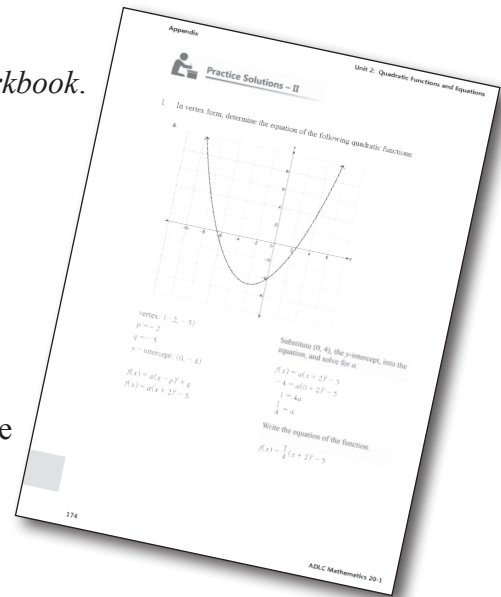 rkbook.
e
Appendix
Unit 2: Quadratic Functions and Equations
Practice Solutions – II
1. In vertex form, determine the equation of the following quadratic functions.
a.
vertex: (−2, −5)
p = −2
q = −5
y − intercept: (0, −4)
f(x) = a(x − p)² + q
f(x) = a(x + 2)² − 5
Substitute (0, 4), the y-intercept, into the
equation, and solve for a.
f(x) = a(x + 2)² − 5
−4 = a(0 + 2)² − 5
1 = 4a
1/4 = a
Write the equation of the function.
f(x) = 1/4 (x + 2)² − 5
174
ADLC Mathematics 20-1